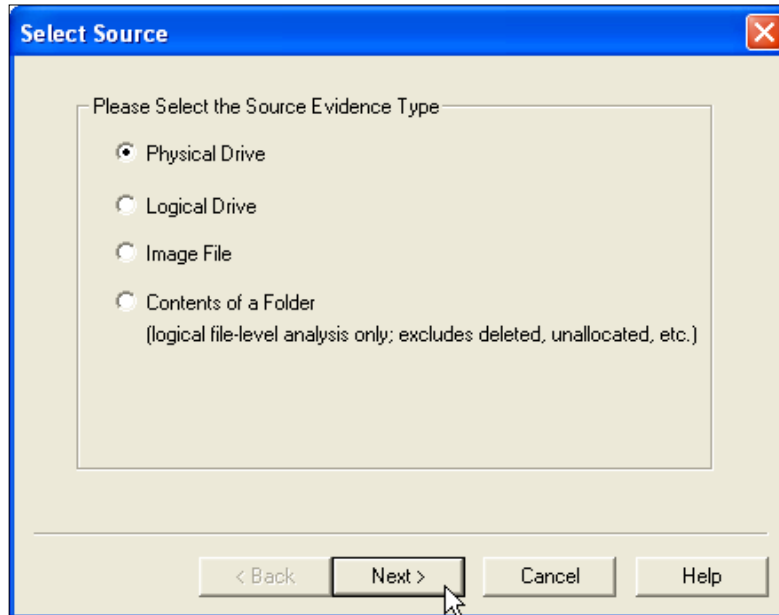 Select Source
Please Select the Source Evidence Type
Physical Drive
Logical Drive
Image File
Contents of a Folder
(logical file-level analysis only; excludes deleted, unallocated, etc.)
< Back Next > Cancel Help